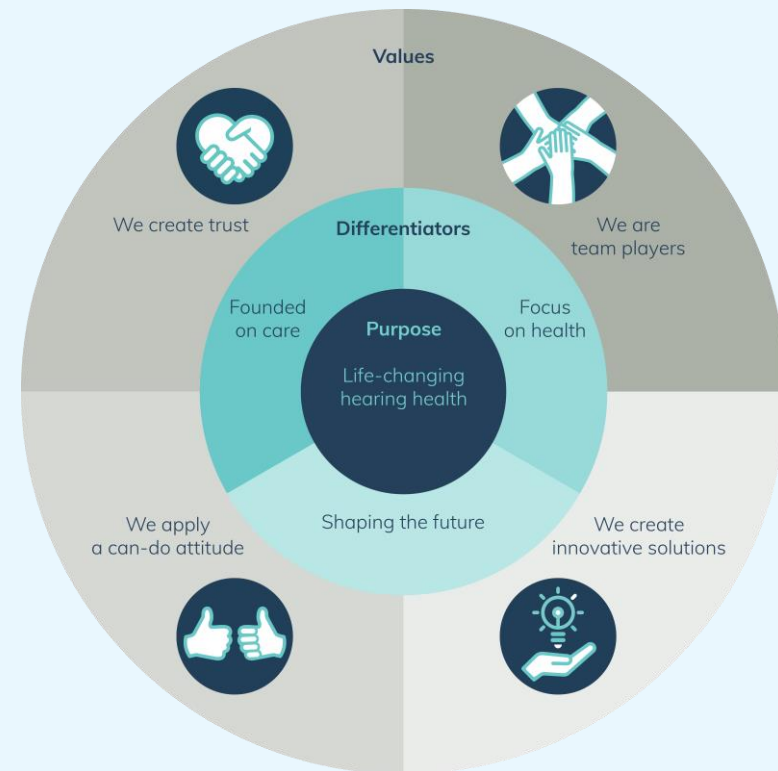 Values
We create trust
We are
team players
Differentiators
Founded
on care
Focus
on health
Purpose
Life-changing
hearing health
Shaping the future
We apply
a can-do attitude
We create
innovative solutions